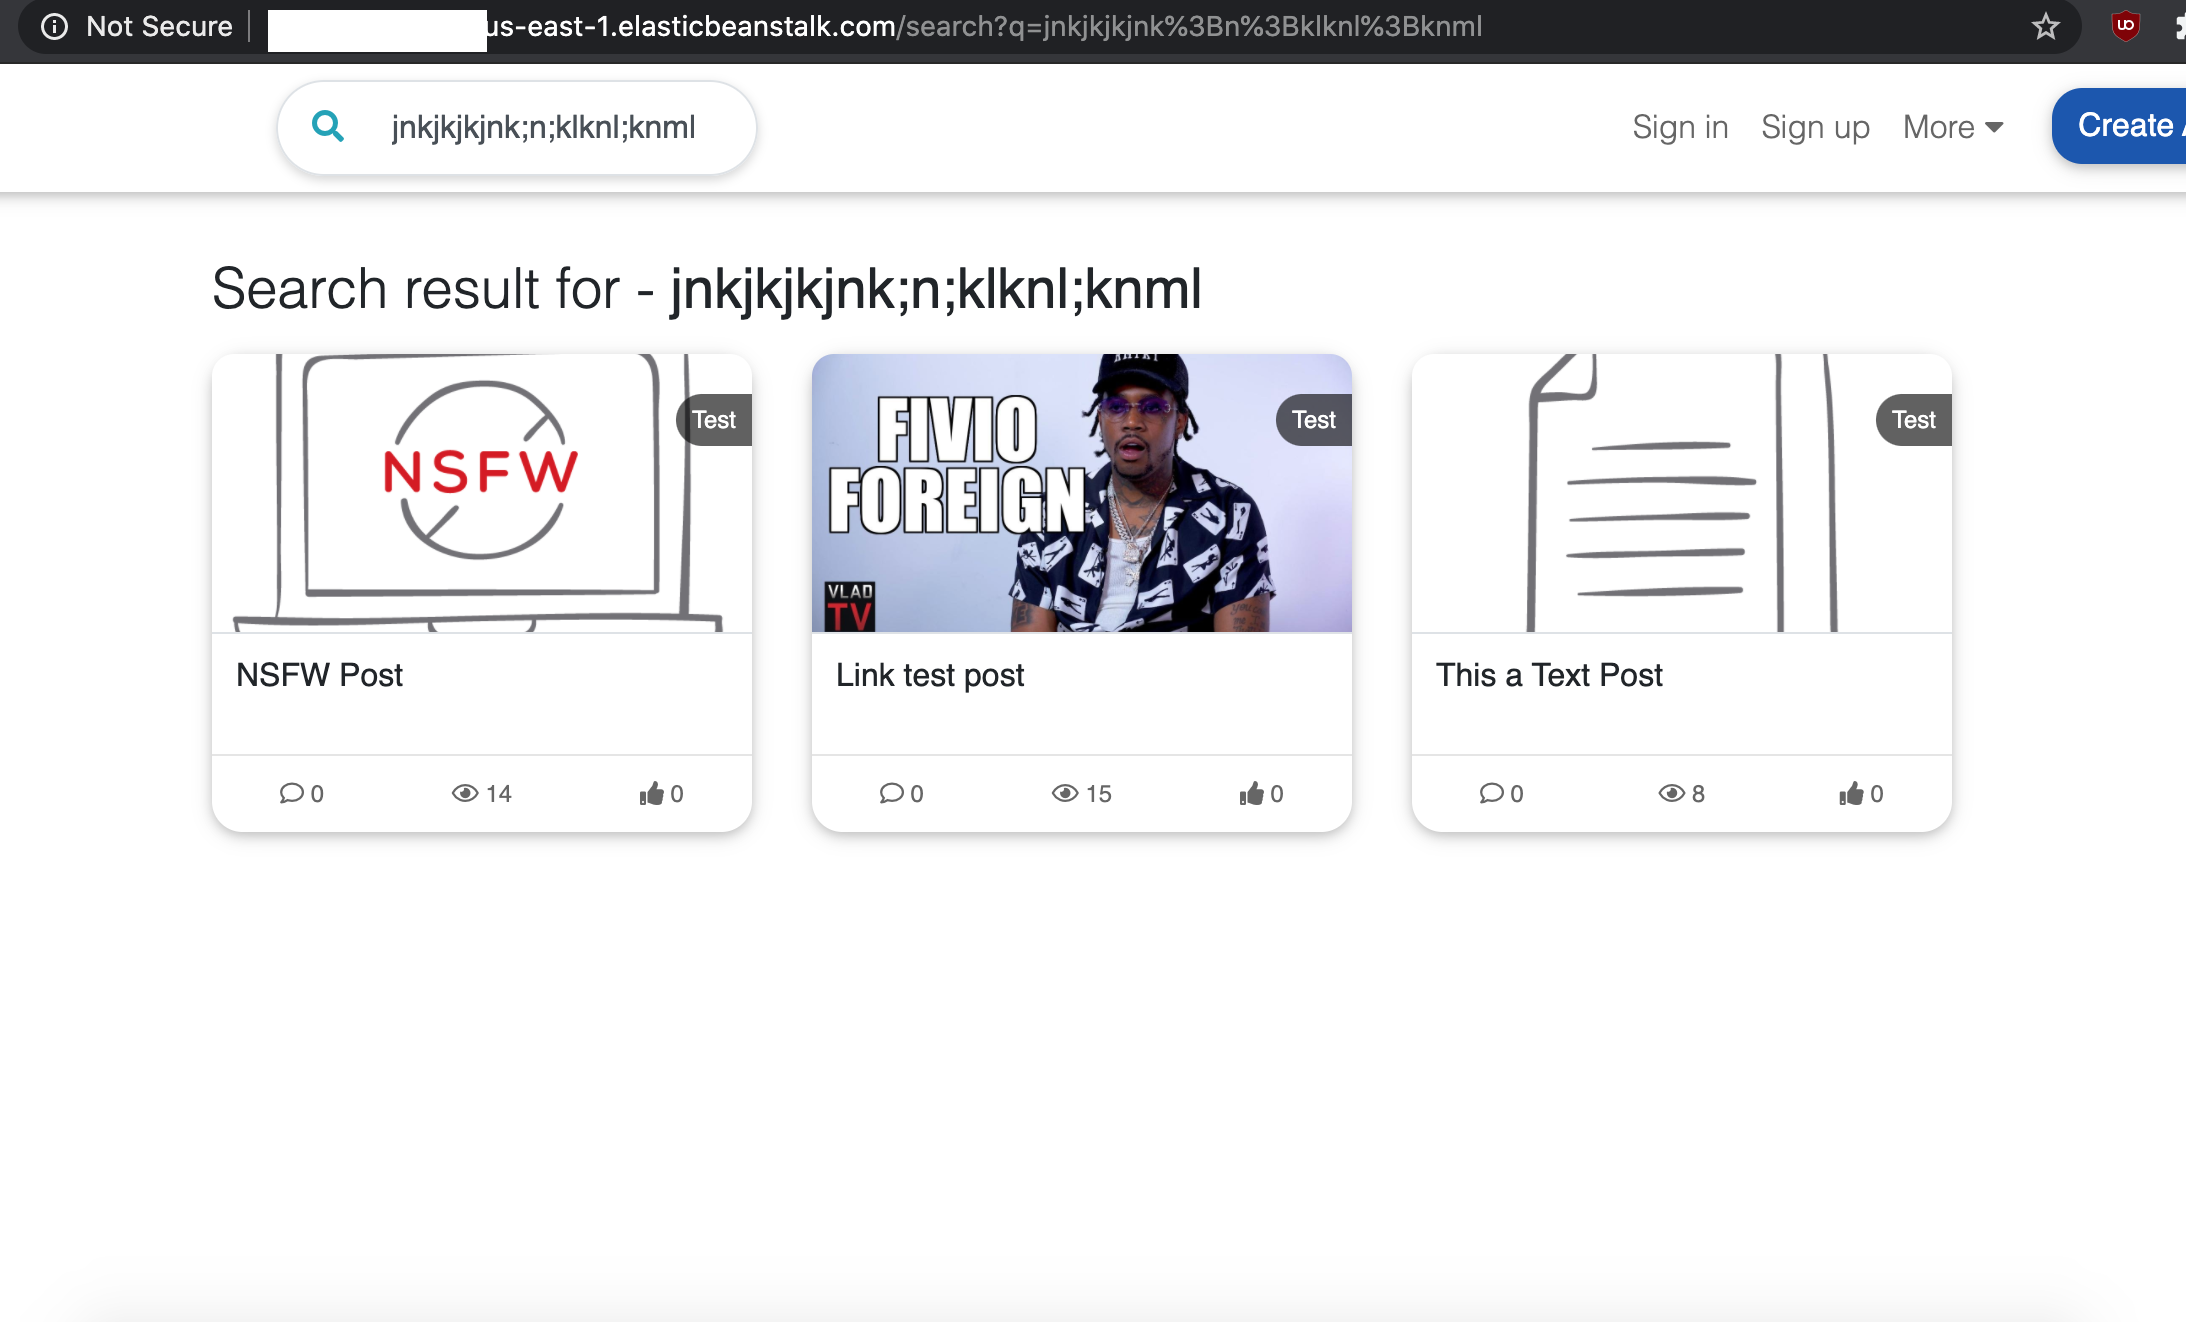 Not Secure us-east-1.elasticbeanstalk.com/search?q=jnkjkjkjnk%3Bn%3Bklknl%3Bknml
jnkjkjkjnk;n;klknl;knml
Sign in Sign up More Create
Search result for - jnkjkjkjnk;n;klknl;knml
NSFW
Test
FIVIO
FOREIGN
VLAD
TV
Test
Test
NSFW Post
Link test post
This a Text Post
0 14 0
0 15 0
0 8 0